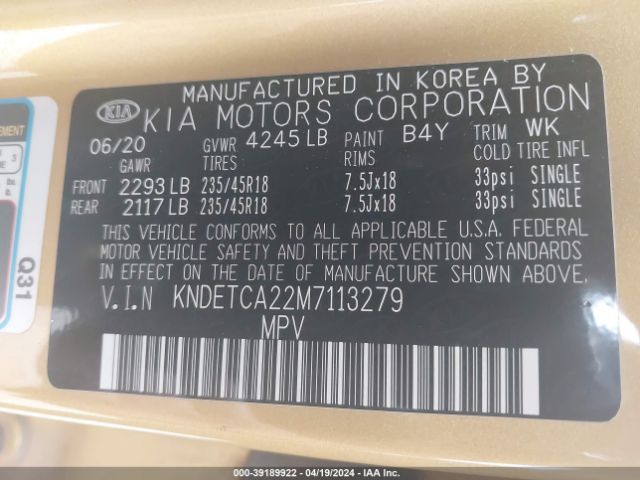 MANUFACTURED IN KOREA BY
KIA KIA MOTORS CORPORATION
06/20 GVWR 4245 LB PAINT B4Y TRIM WK
GAWR TIRES RIMS COLD TIRE INFL
FRONT 2293 LB 235/45R18 7.5Jx18 33psi SINGLE
REAR 2117 LB 235/45R18 7.5Jx18 33psi SINGLE
THIS VEHICLE CONFORMS TO ALL APPLICABLE U.S.A. FEDERAL
MOTOR VEHICLE SAFETY AND THEFT PREVENTION STANDARDS
IN EFFECT ON THE DATE OF MANUFACTURE SHOWN ABOVE.
V.I.N KNDETCA22M7113279
MPV
Q31
3
lbs.
000-39189922 - 04/19/2024 - IAA Inc.